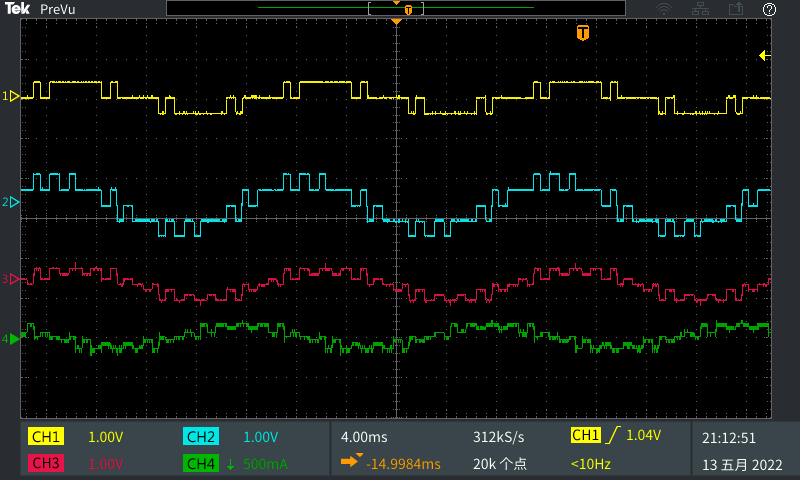 Tek PreVu
T
T
1
2
3
4
CH1 1.00V CH2 1.00V 4.00ms 312kS/s CH1 1.04V 21:12:51
CH3 1.00V CH4 500mA -14.9984ms 20k 个点 <10Hz 13 五月 2022